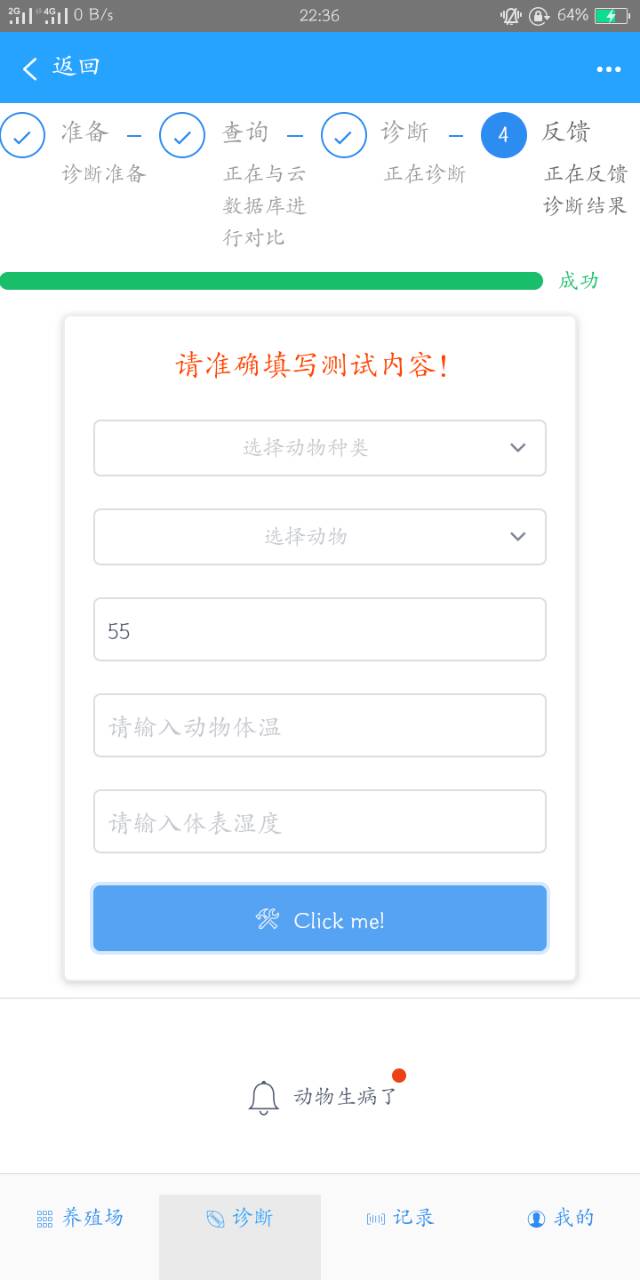 2G 4G 0 B/s 22:36 64%
返回
准备 查询 诊断 4 反馈
诊断准备 正在与云数据库进行对比 正在诊断 正在反馈诊断结果
成功
请准确填写测试内容!
选择动物种类
选择动物
55
请输入动物体温
请输入体表湿度
Click me!
动物生病了
养殖场 诊断 记录 我的